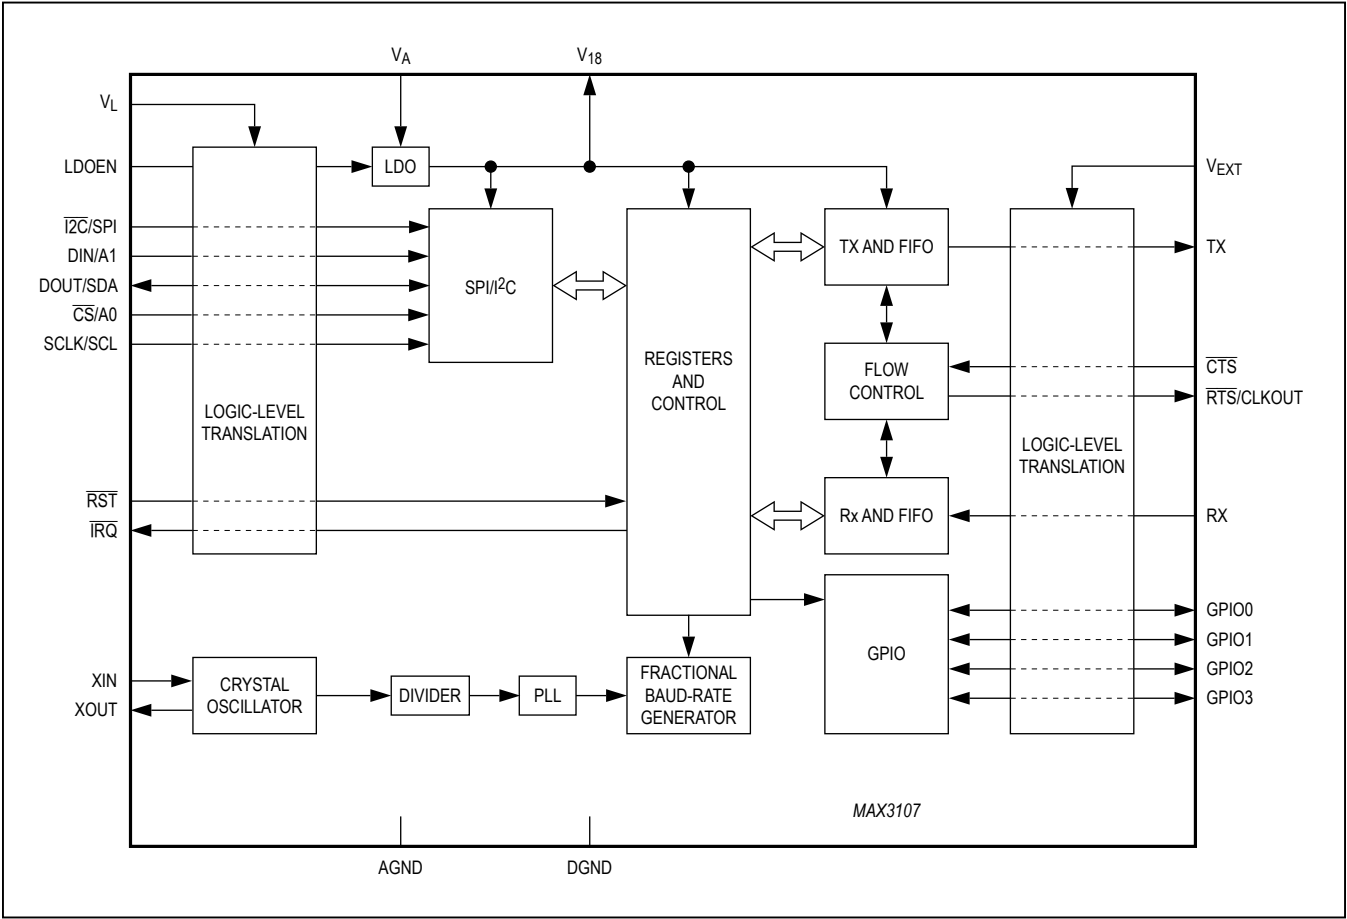 VA
V18
VL
LDOEN
LDO
VEXT
I2C/SPI
DIN/A1
DOUT/SDA
CS/A0
SCLK/SCL
SPI/I2C
TX AND FIFO
TX
REGISTERS
AND
CONTROL
FLOW
CONTROL
CTS
RTS/CLKOUT
LOGIC-LEVEL
TRANSLATION
LOGIC-LEVEL
TRANSLATION
RST
IRQ
Rx AND FIFO
RX
GPIO
GPIO0
GPIO1
GPIO2
GPIO3
XIN
XOUT
CRYSTAL
OSCILLATOR
DIVIDER
PLL
FRACTIONAL
BAUD-RATE
GENERATOR
MAX3107
AGND
DGND